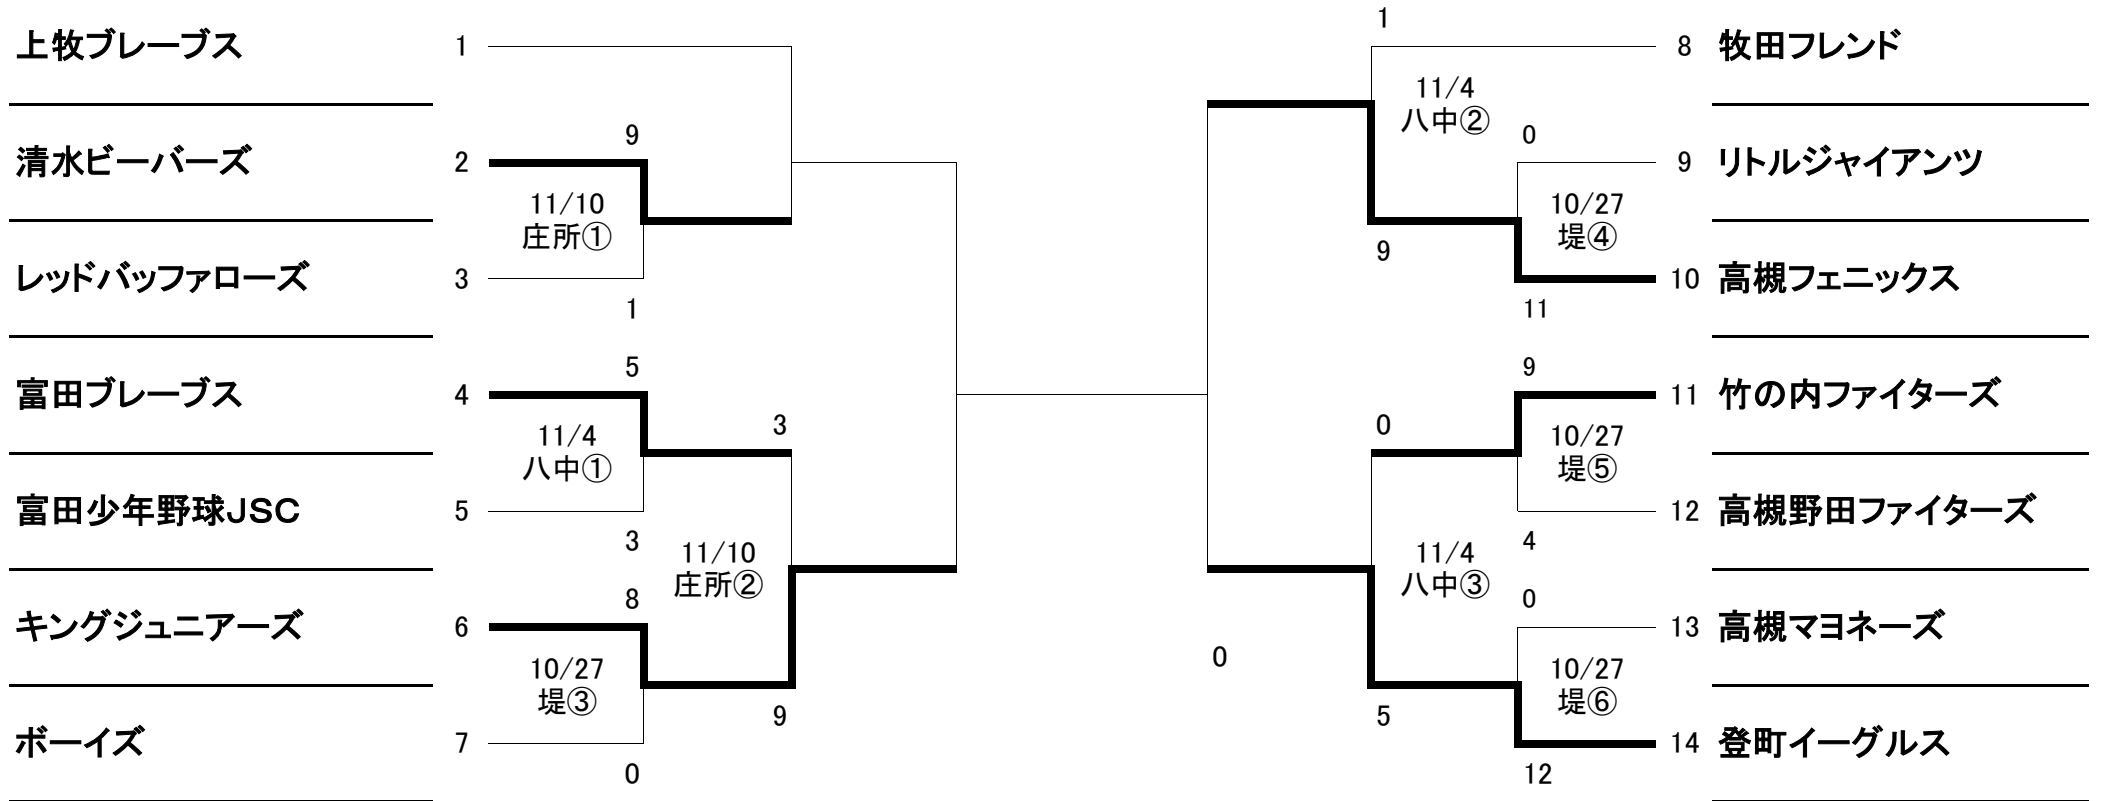 上牧ブレーブス 1
清水ビーバーズ 2
レッドバッファローズ 3
富田ブレーブス 4
富田少年野球JSC 5
キングジュニアーズ 6
ボーイズ 7
9
11/10
庄所①
1
5
11/4
八中①
3
8
10/27
堤③
0
3
11/10
庄所②
9
0
1
11/4
八中②
9
0
11/4
八中③
5
0
10/27
堤④
11
9
10/27
堤⑤
4
0
10/27
堤⑥
12
8 牧田フレンド
9 リトルジャイアンツ
10 高槻フェニックス
11 竹の内ファイターズ
12 高槻野田ファイターズ
13 高槻マヨネーズ
14 登町イーグルス